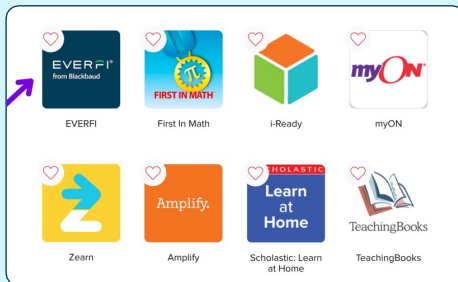 EVERFI®
from Blackbaud
π
FIRST IN MATH
myON®
EVERFI
First In Math
i-Ready
myON
Z
Amplify.
SCHOLASTIC
Learn
at
Home
TeachingBooks
Zearn
Amplify
Scholastic: Learn
at Home
TeachingBooks